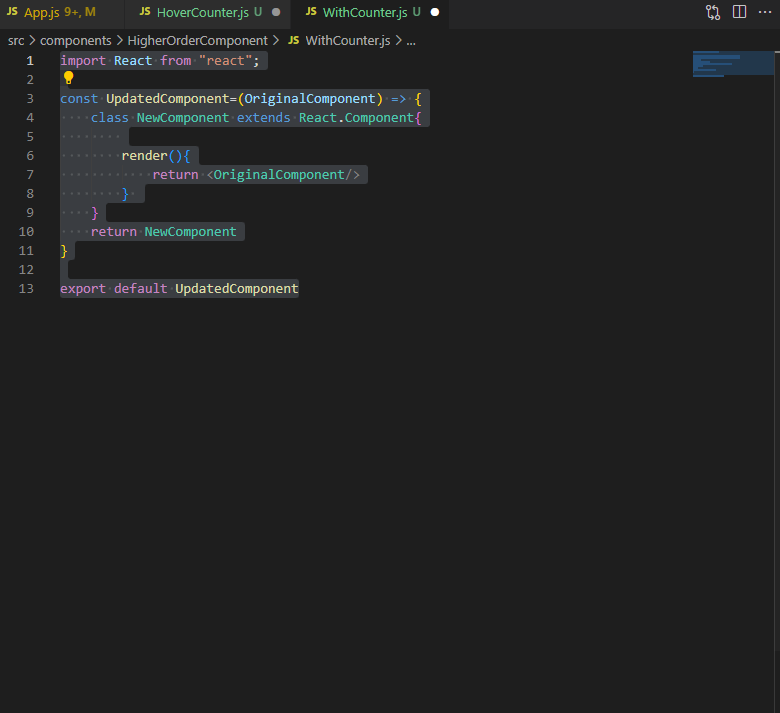 JS App.js 9+, M JS HoverCounter.js U JS WithCounter.js U
src > components > HigherOrderComponent > JS WithCounter.js > ...
1 import React from "react";
2
3 const UpdatedComponent=(OriginalComponent) => {
4     class NewComponent extends React.Component{
5
6         render(){
7             return <OriginalComponent/>
8         }
9     }
10     return NewComponent
11 }
12
13 export default UpdatedComponent